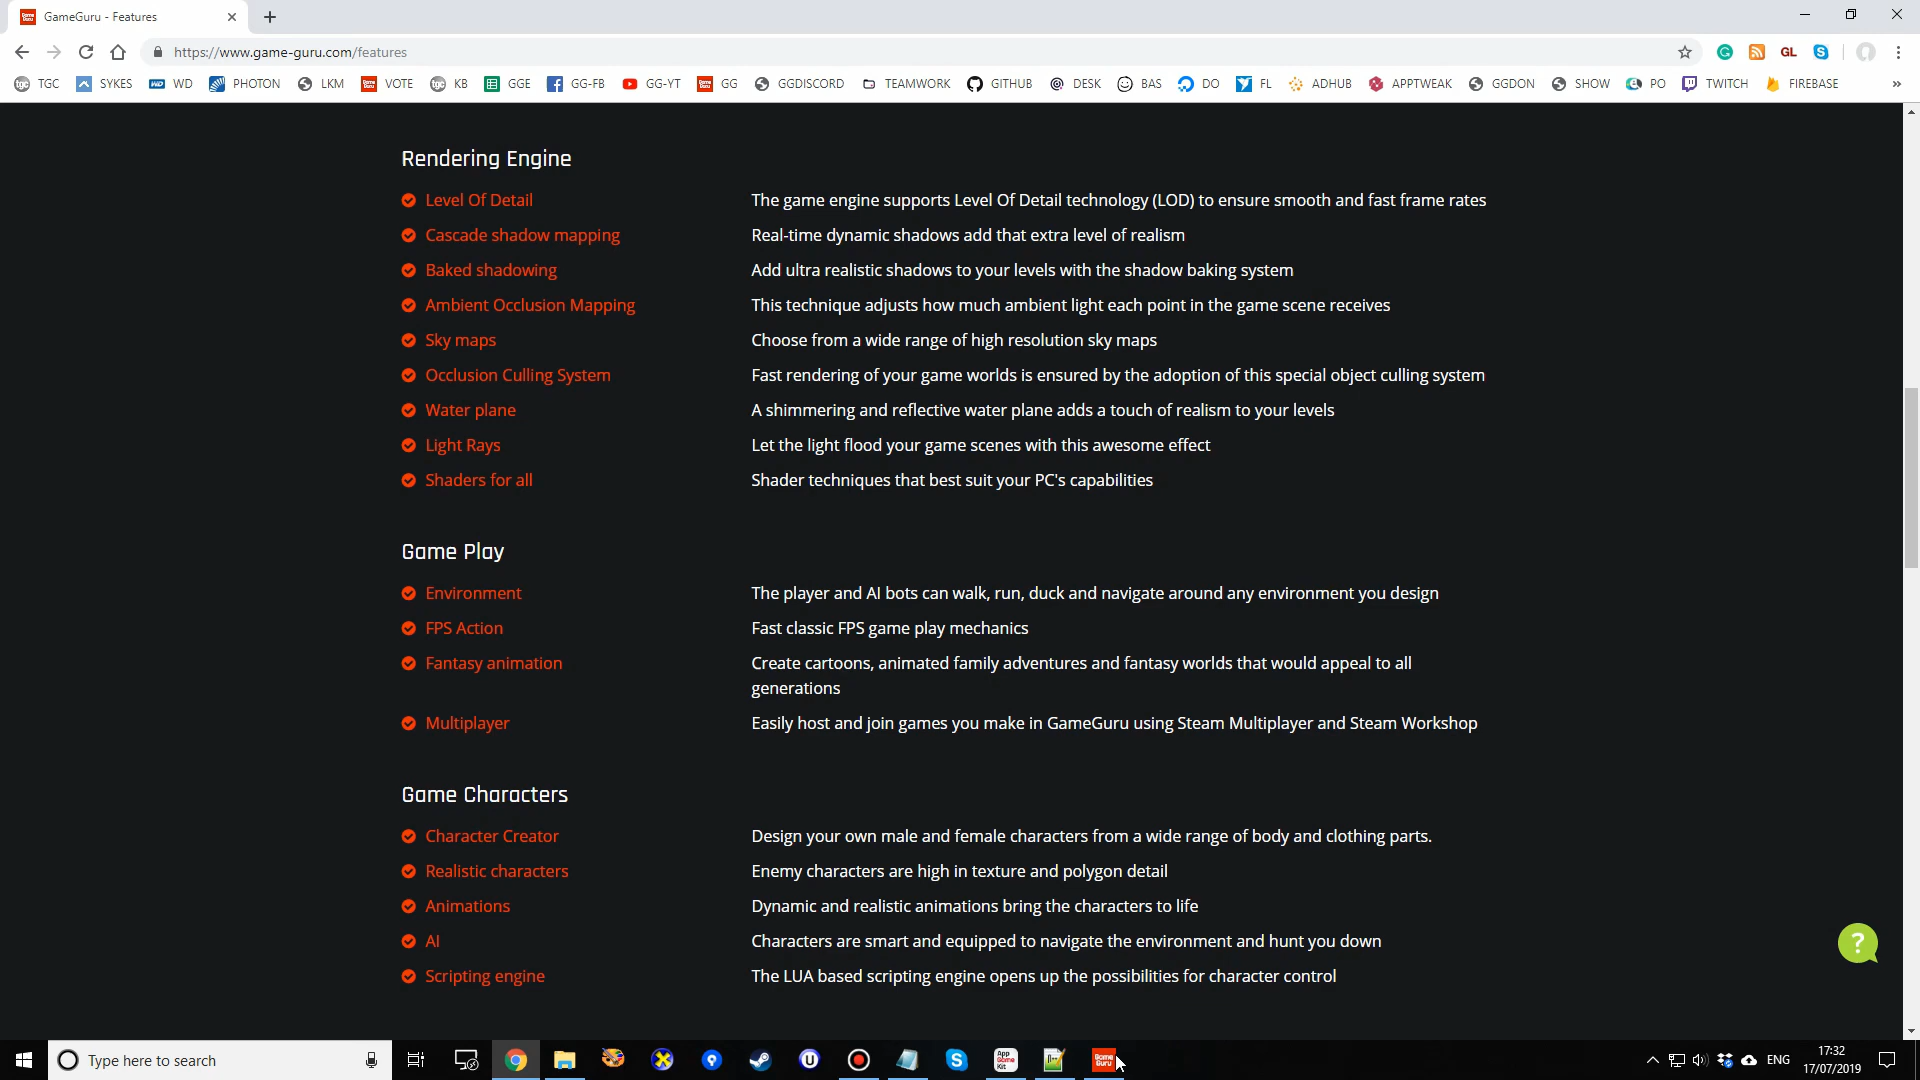 GameGuru - Features
https://www.game-guru.com/features
TGC SYKES WD PHOTON LKM VOTE KB GGE GG-FB GG-YT GG GGDISCORD TEAMWORK GITHUB DESK BAS DO FL ADHUB APPTWEAK GGDON SHOW PO TWITCH FIREBASE »
Rendering Engine
Level Of Detail The game engine supports Level Of Detail technology (LOD) to ensure smooth and fast frame rates
Cascade shadow mapping Real-time dynamic shadows add that extra level of realism
Baked shadowing Add ultra realistic shadows to your levels with the shadow baking system
Ambient Occlusion Mapping This technique adjusts how much ambient light each point in the game scene receives
Sky maps Choose from a wide range of high resolution sky maps
Occlusion Culling System Fast rendering of your game worlds is ensured by the adoption of this special object culling system
Water plane A shimmering and reflective water plane adds a touch of realism to your levels
Light Rays Let the light flood your game scenes with this awesome effect
Shaders for all Shader techniques that best suit your PC's capabilities
Game Play
Environment The player and AI bots can walk, run, duck and navigate around any environment you design
FPS Action Fast classic FPS game play mechanics
Fantasy animation Create cartoons, animated family adventures and fantasy worlds that would appeal to all
generations
Multiplayer Easily host and join games you make in GameGuru using Steam Multiplayer and Steam Workshop
Game Characters
Character Creator Design your own male and female characters from a wide range of body and clothing parts.
Realistic characters Enemy characters are high in texture and polygon detail
Animations Dynamic and realistic animations bring the characters to life
AI Characters are smart and equipped to navigate the environment and hunt you down
Scripting engine The LUA based scripting engine opens up the possibilities for character control
?
Type here to search
App Game Kit
Game Guru
ENG
17:32
17/07/2019